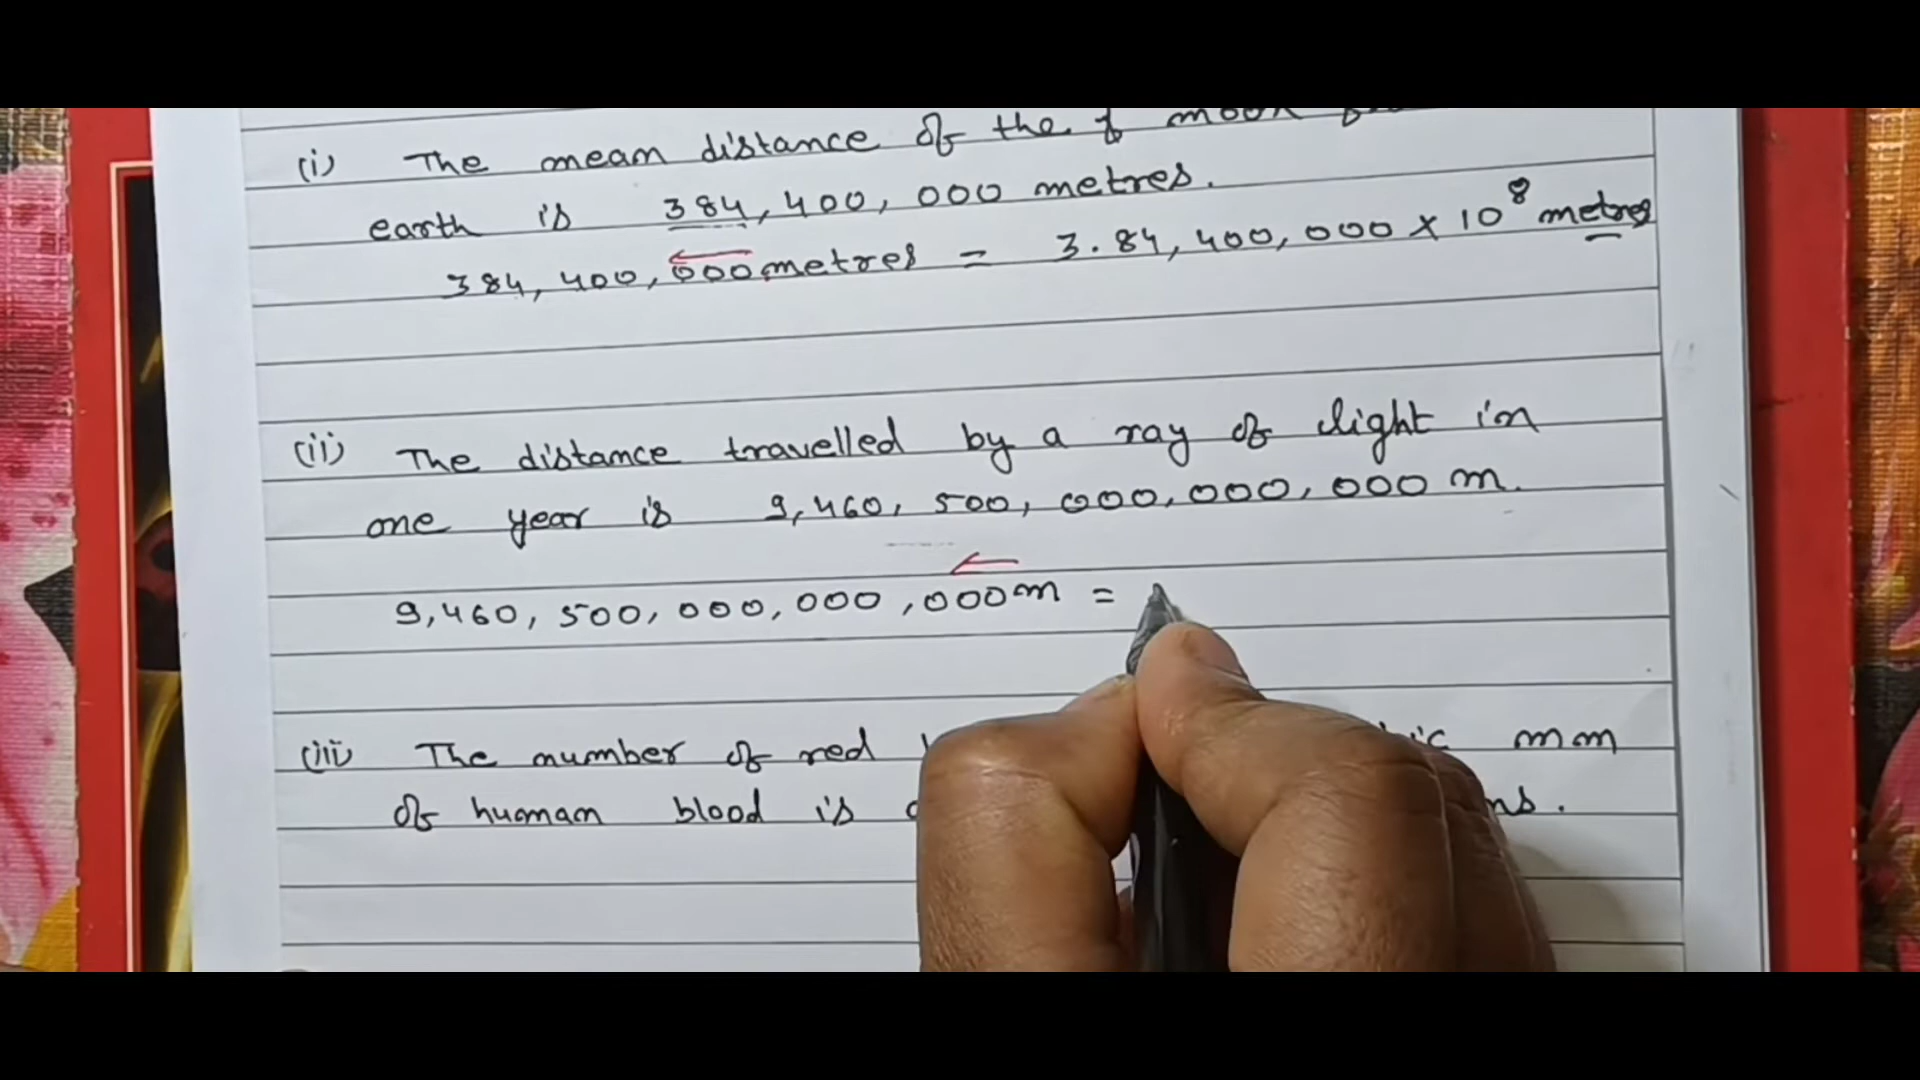 (i) The mean distance of the moon
earth is 384,400,000 metres.
384,400,000 metres = 3.84,400,000 × 10⁸ metres
(ii) The distance travelled by a ray of light in
one year is 9,460,500,000,000,000 m.
9,460,500,000,000,000 m =
(iii) The number of red mm
of human blood is